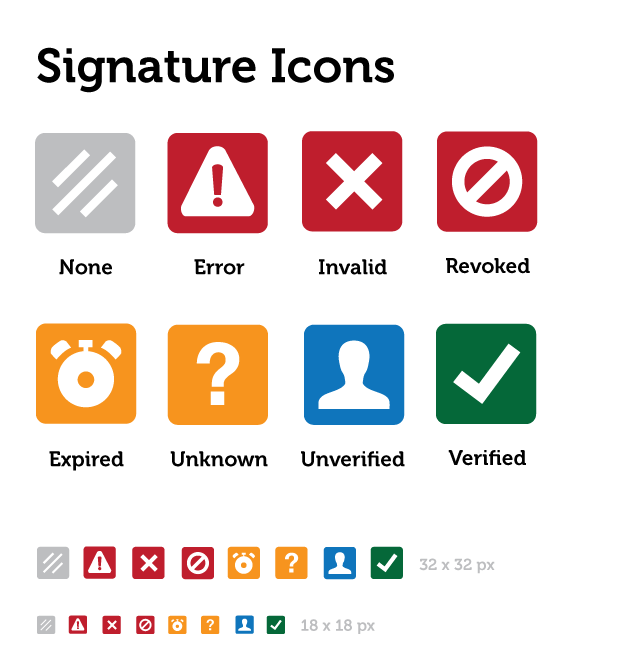 Signature Icons
None Error Invalid Revoked
Expired Unknown Unverified Verified
32 x 32 px
18 x 18 px